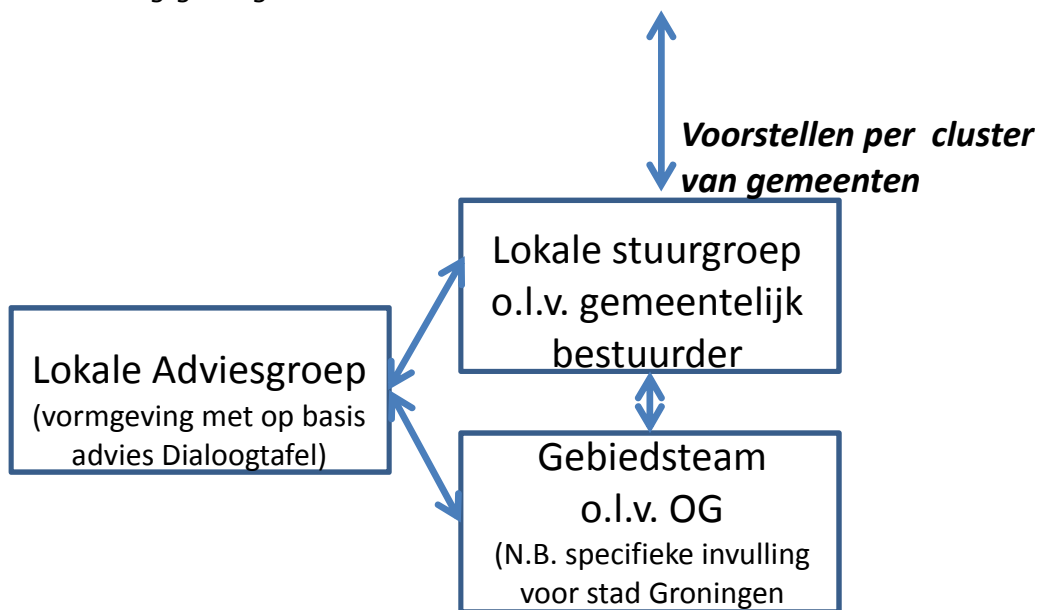 Voorstellen per cluster
van gemeenten
Lokale stuurgroep
o.l.v. gemeentelijk
bestuurder
Lokale Adviesgroep
(vormgeving met op basis
advies Dialoogtafel)
Gebiedsteam
o.l.v. OG
(N.B. specifieke invulling
voor stad Groningen